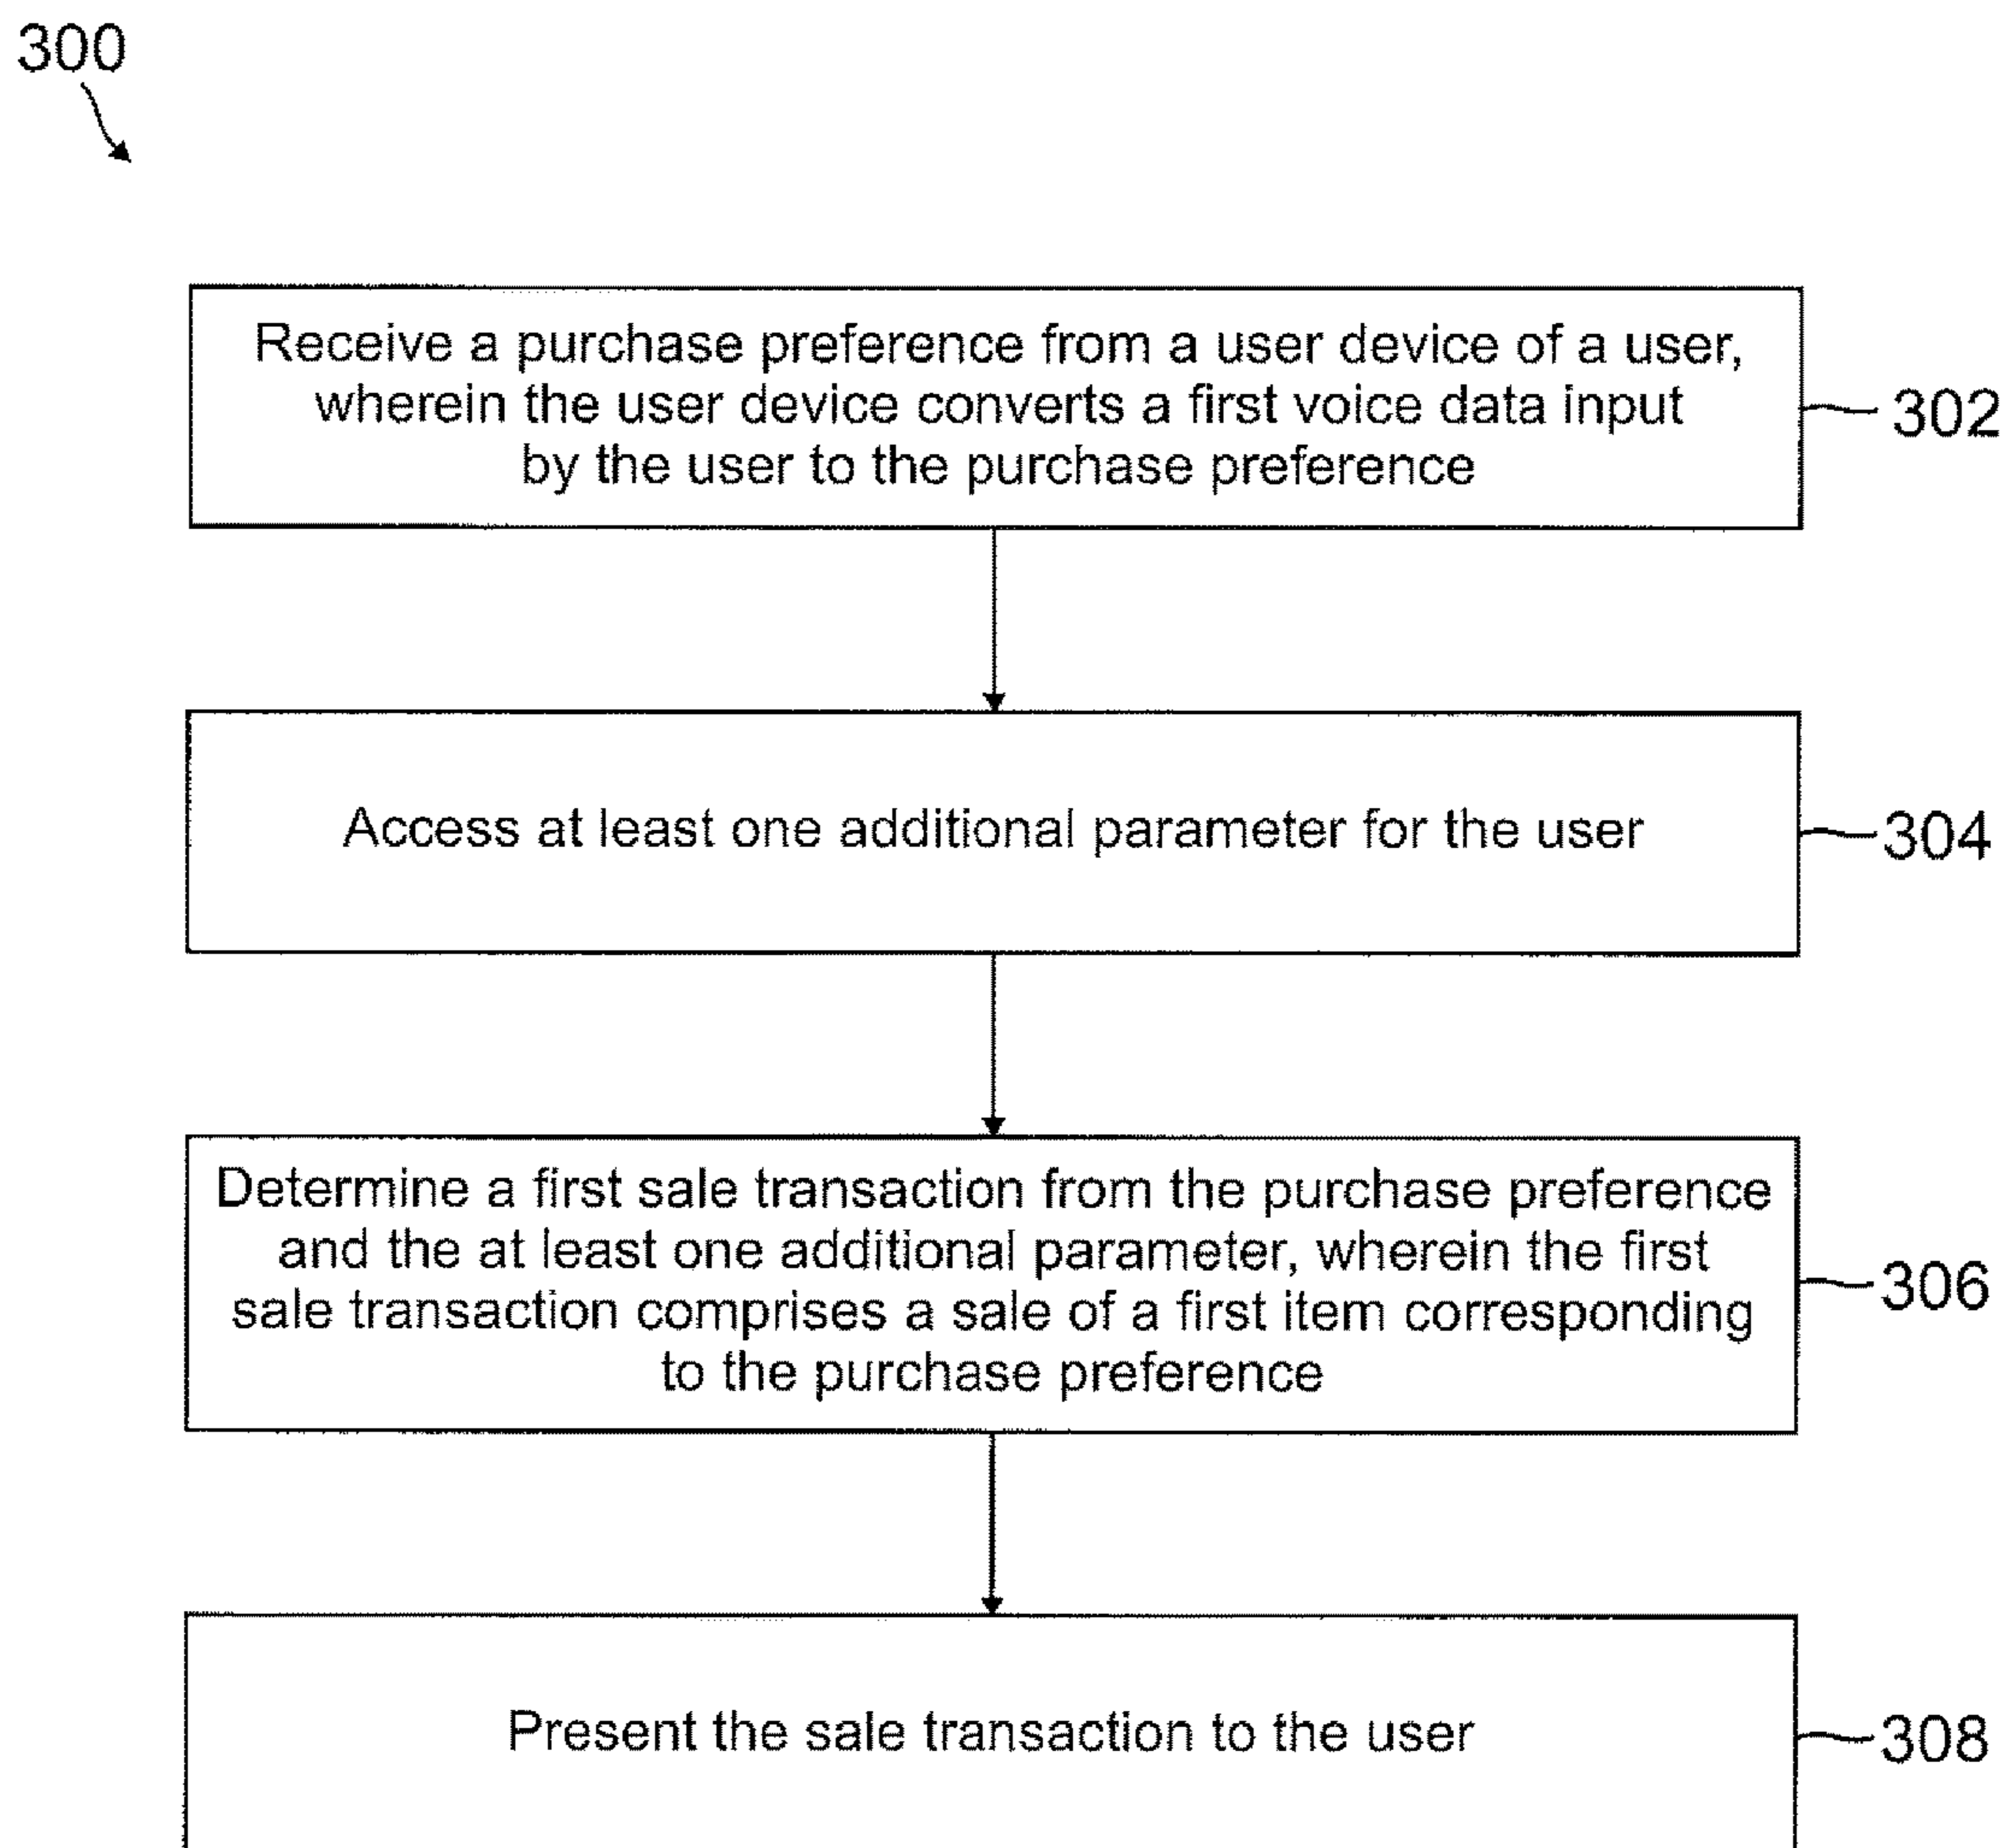 300
Receive a purchase preference from a user device of a user,
wherein the user device converts a first voice data input
by the user to the purchase preference
302
Access at least one additional parameter for the user
304
Determine a first sale transaction from the purchase preference
and the at least one additional parameter, wherein the first
sale transaction comprises a sale of a first item corresponding
to the purchase preference
306
Present the sale transaction to the user
308